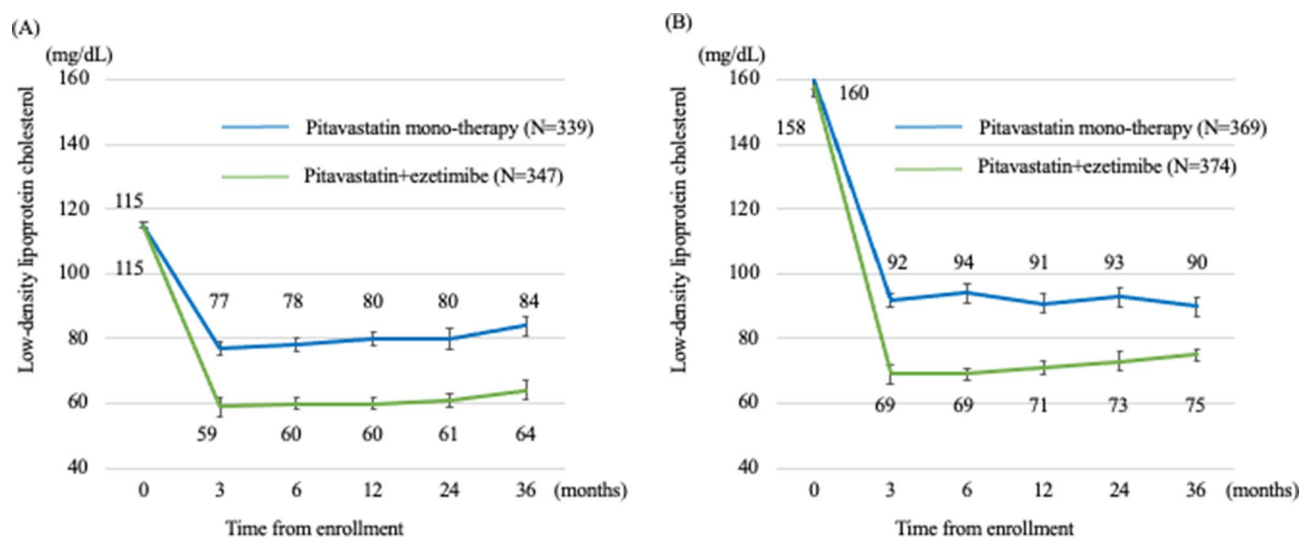 (A)
(mg/dL)
160
140
120
100
80
60
40
Low-density lipoprotein cholesterol
Pitavastatin mono-therapy (N=339)
Pitavastatin+ezetimibe (N=347)
115
115
77 78 80 80 84
59 60 60 61 64
0 3 6 12 24 36 (months)
Time from enrollment
(B)
(mg/dL)
160
140
120
100
80
60
40
Low-density lipoprotein cholesterol
160
158
Pitavastatin mono-therapy (N=369)
Pitavastatin+ezetimibe (N=374)
92 94 91 93 90
69 69 71 73 75
0 3 6 12 24 36 (months)
Time from enrollment